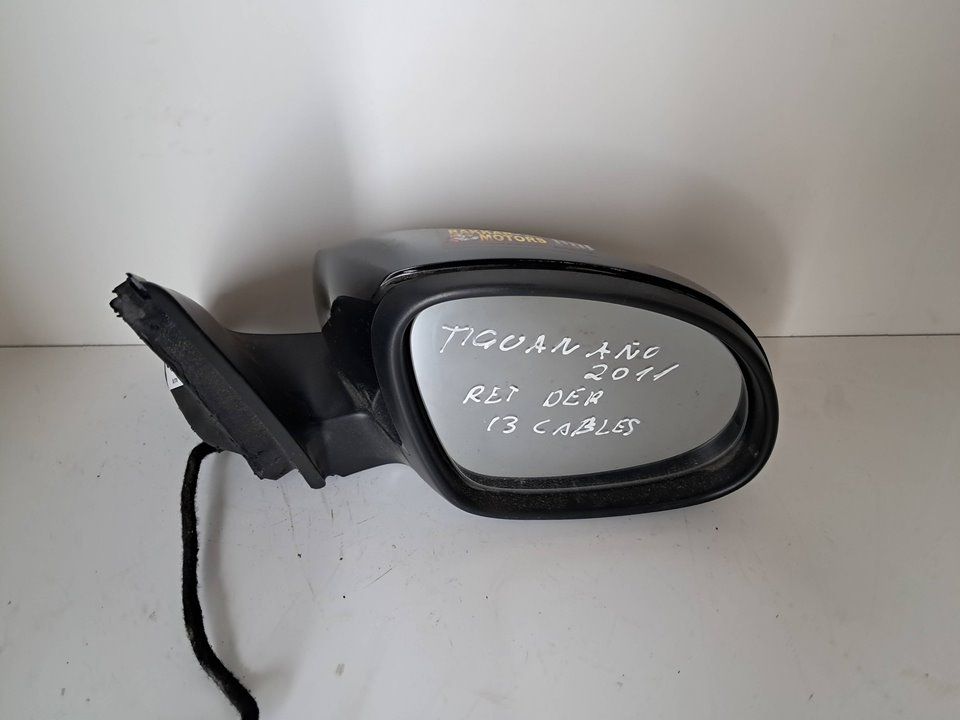 MOTORS
TIGUAN AÑO
2011
RET DER
13 CABLES